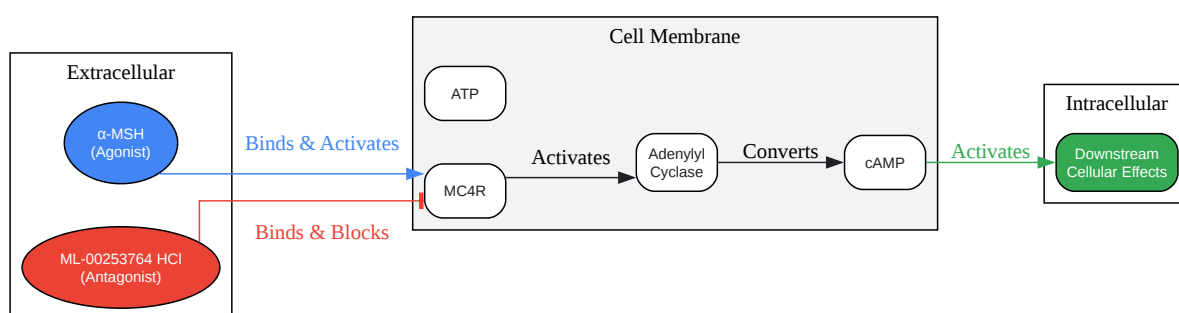 Cell Membrane
Extracellular
ATP
Intracellular
α-MSH
(Agonist)
Binds & Activates
Activates
Adenylyl
Cyclase
Converts
cAMP
Activates
Downstream
Cellular Effects
MC4R
Binds & Blocks
ML-00253764 HCl
(Antagonist)